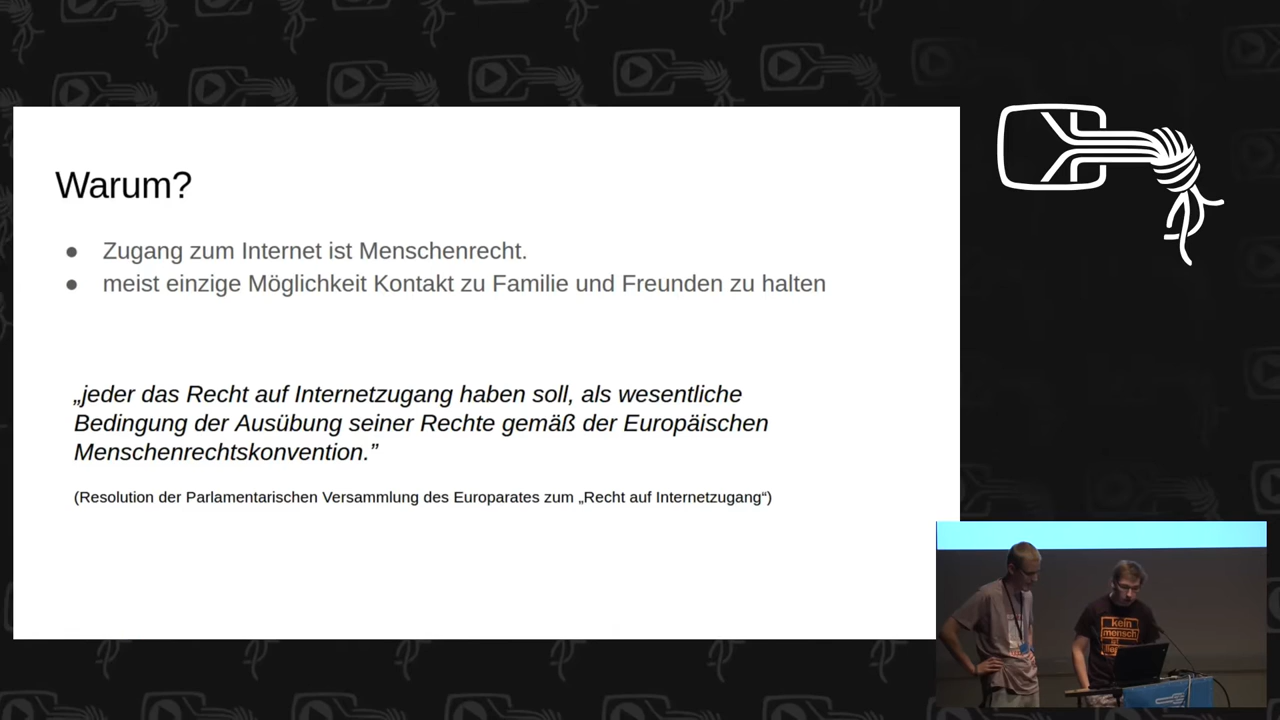 Warum?
● Zugang zum Internet ist Menschenrecht.
● meist einzige Möglichkeit Kontakt zu Familie und Freunden zu halten
„jeder das Recht auf Internetzugang haben soll, als wesentliche
Bedingung der Ausübung seiner Rechte gemäß der Europäischen
Menschenrechtskonvention.”
(Resolution der Parlamentarischen Versammlung des Europarates zum „Recht auf Internetzugang“)
kein
mensch
ist